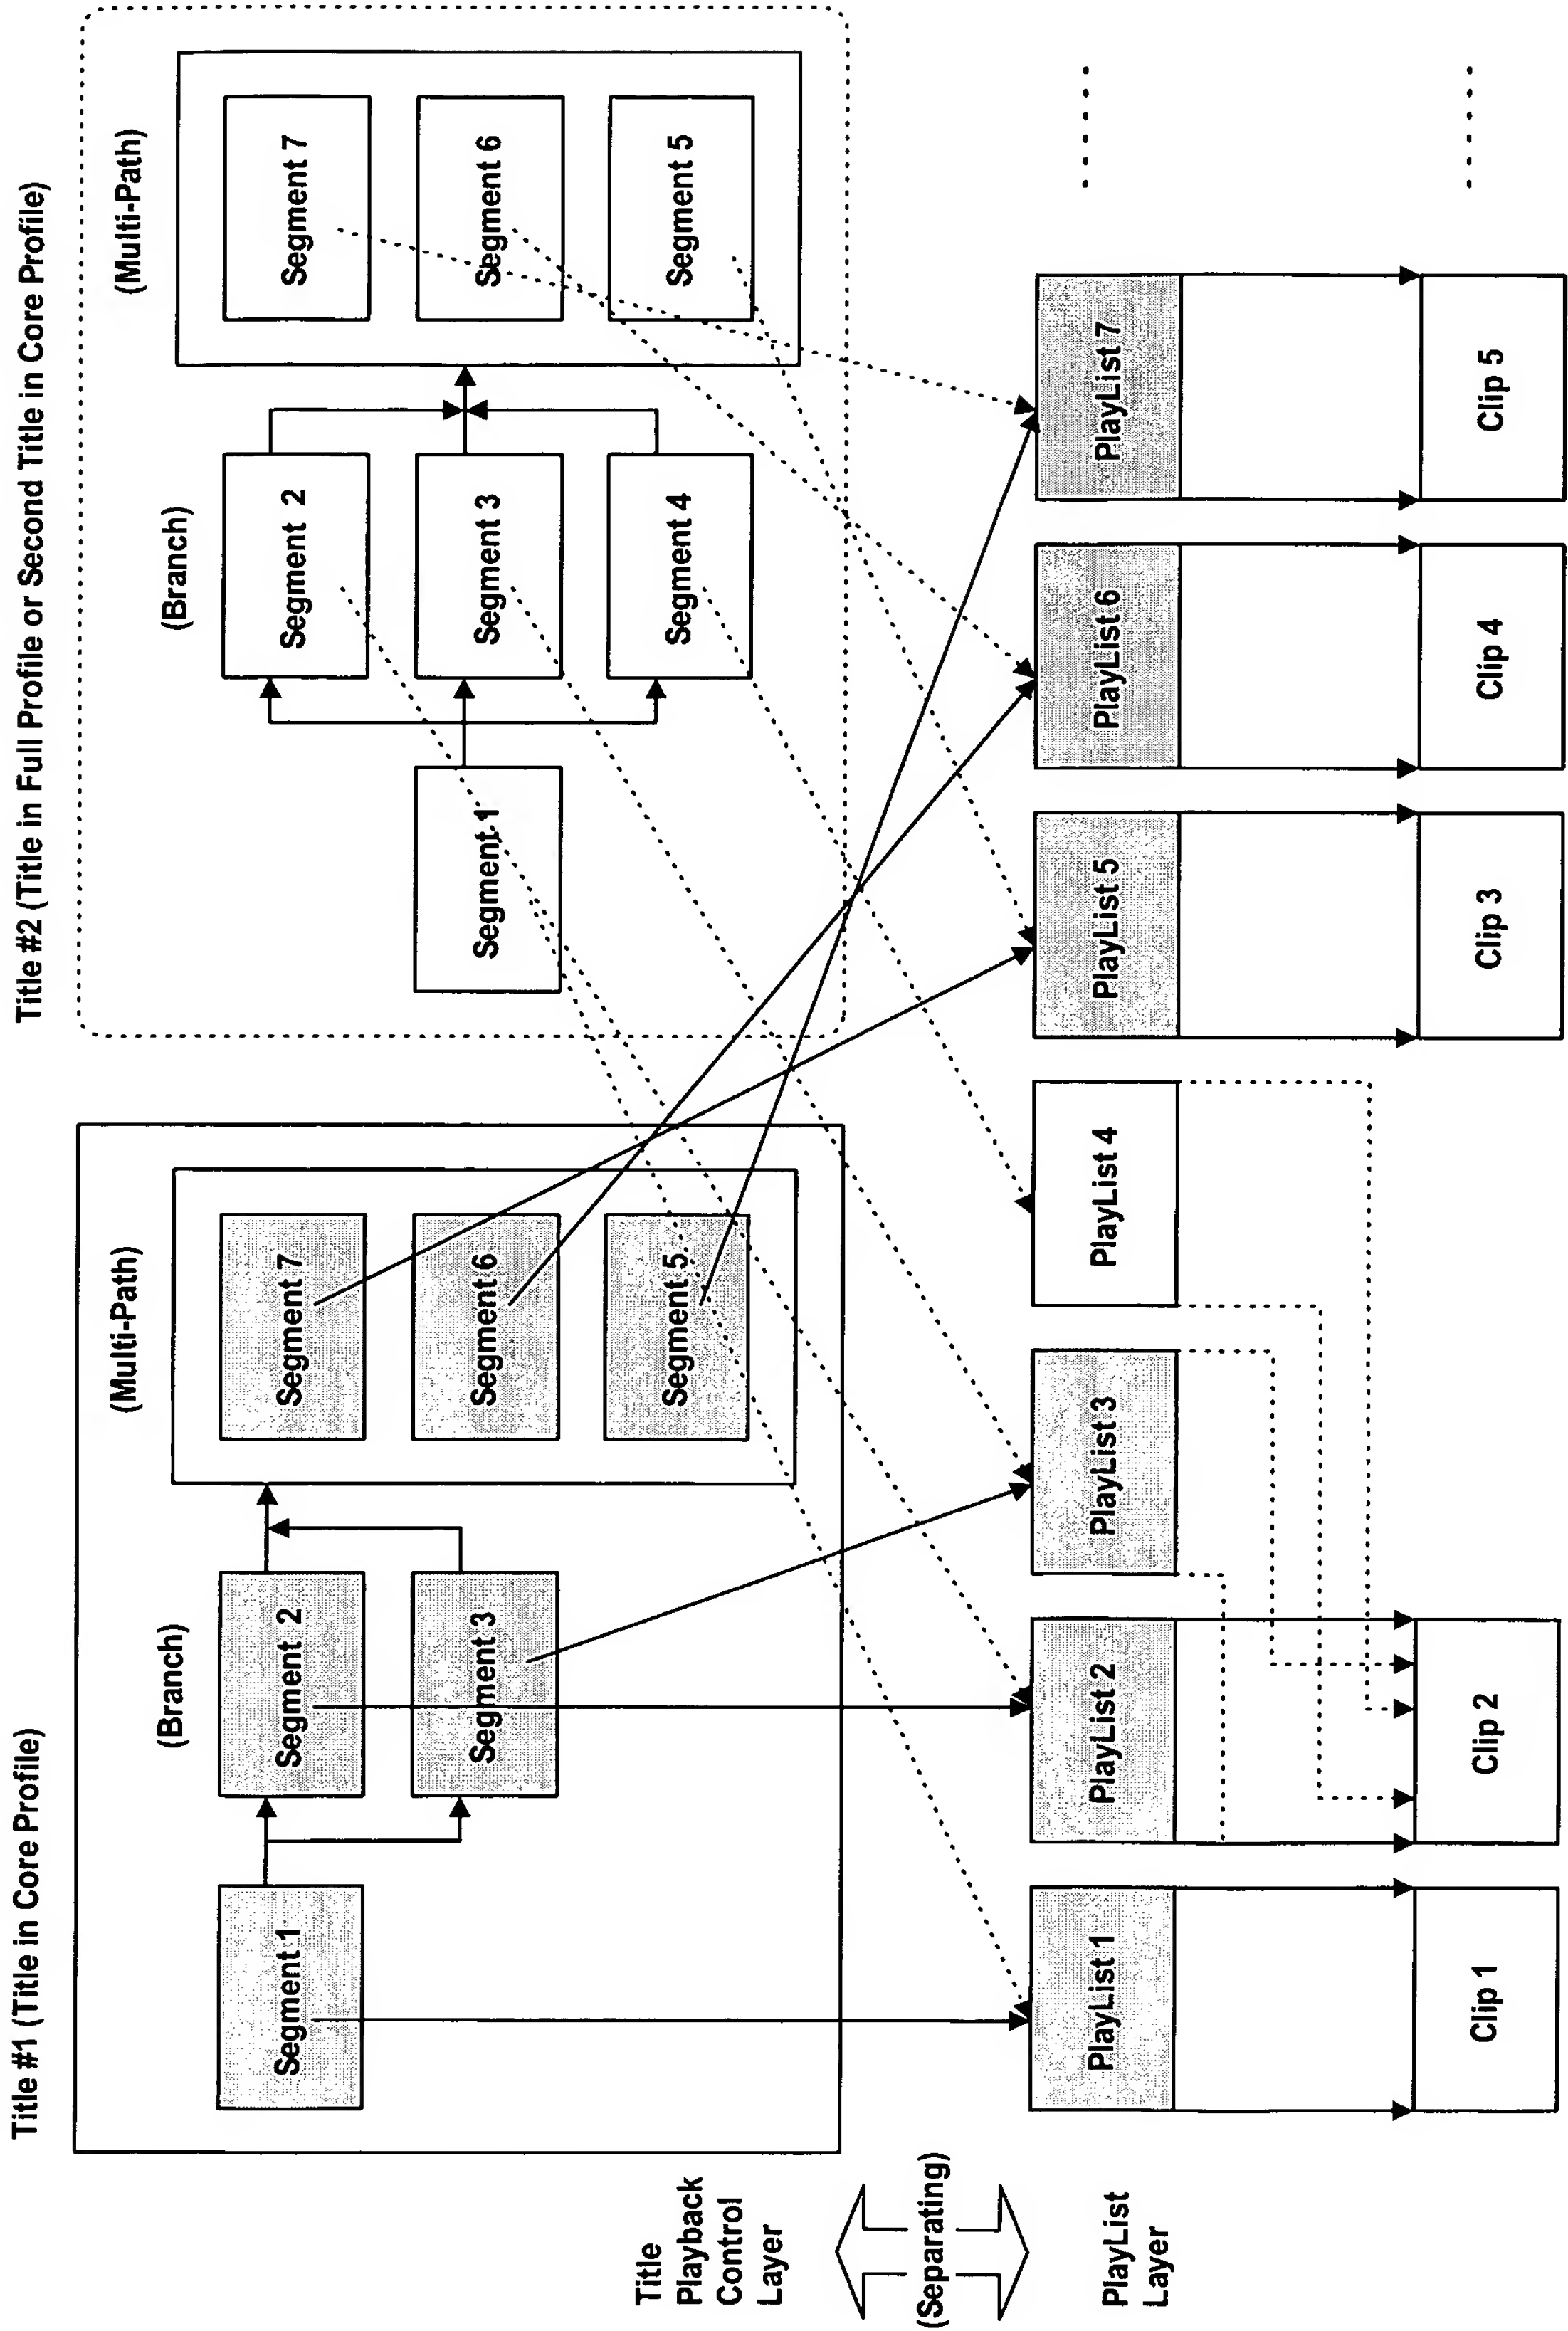 Title #1 (Title in Core Profile)
Title #2 (Title in Full Profile or Second Title in Core Profile)
(Branch)
(Multi-Path)
Segment 1
Segment 2
Segment 3
Segment 7
Segment 6
Segment 5
(Branch)
(Multi-Path)
Segment 1
Segment 2
Segment 3
Segment 4
Segment 7
Segment 6
Segment 5
Title
Playback
Control
Layer
(Separating)
PlayList
Layer
PlayList 1
PlayList 2
PlayList 3
PlayList 4
PlayList 5
PlayList 6
PlayList 7
Clip 1
Clip 2
Clip 3
Clip 4
Clip 5